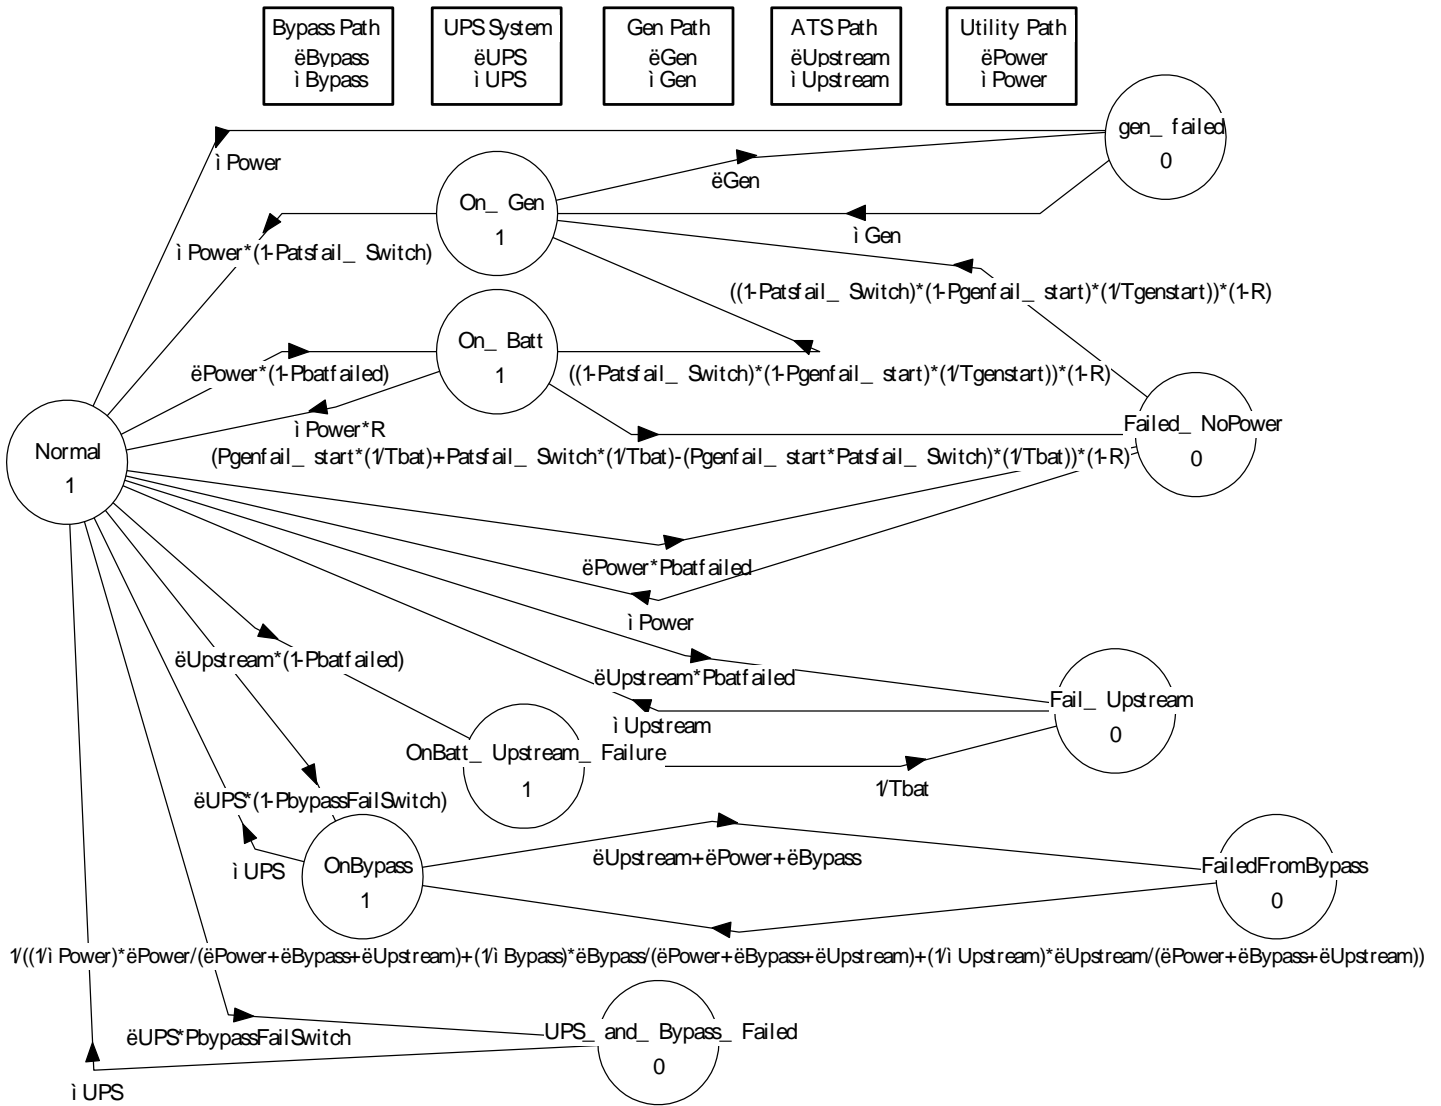 Bypass Path
ëBypass
ì Bypass
UPS System
ëUPS
ì UPS
Gen Path
ëGen
ì Gen
ATS Path
ëUpstream
ì Upstream
Utility Path
ëPower
ì Power
gen_ failed
0
ì Power
ëGen
On_ Gen
1
ì Gen
ì Power*(1-Patsfail_ Switch)
((1-Patsfail_ Switch)*(1-Pgenfail_ start)*(1/Tgenstart))*(1-R)
On_ Batt
1
ëPower*(1-Pbatfailed)
((1-Patsfail_ Switch)*(1-Pgenfail_ start)*(1/Tgenstart))*(1-R)
ì Power*R
Failed_ NoPower
0
Normal
1
(Pgenfail_ start*(1/Tbat)+Patsfail_ Switch*(1/Tbat)-(Pgenfail_ start*Patsfail_ Switch)*(1/Tbat))*(1-R)
ëPower*Pbatfailed
ì Power
ëUpstream*(1-Pbatfailed)
ëUpstream*Pbatfailed
Fail_ Upstream
0
ì Upstream
OnBatt_ Upstream_ Failure
1
1/Tbat
ëUPS*(1-PbypassFailSwitch)
ëUpstream+ëPower+ëBypass
OnBypass
1
ì UPS
FailedFromBypass
0
1/((1/ì Power)*ëPower/(ëPower+ëBypass+ëUpstream)+(1/ì Bypass)*ëBypass/(ëPower+ëBypass+ëUpstream)+(1/ì Upstream)*ëUpstream/(ëPower+ëBypass+ëUpstream))
ëUPS*PbypassFailSwitch
UPS_ and_ Bypass_ Failed
0
ì UPS